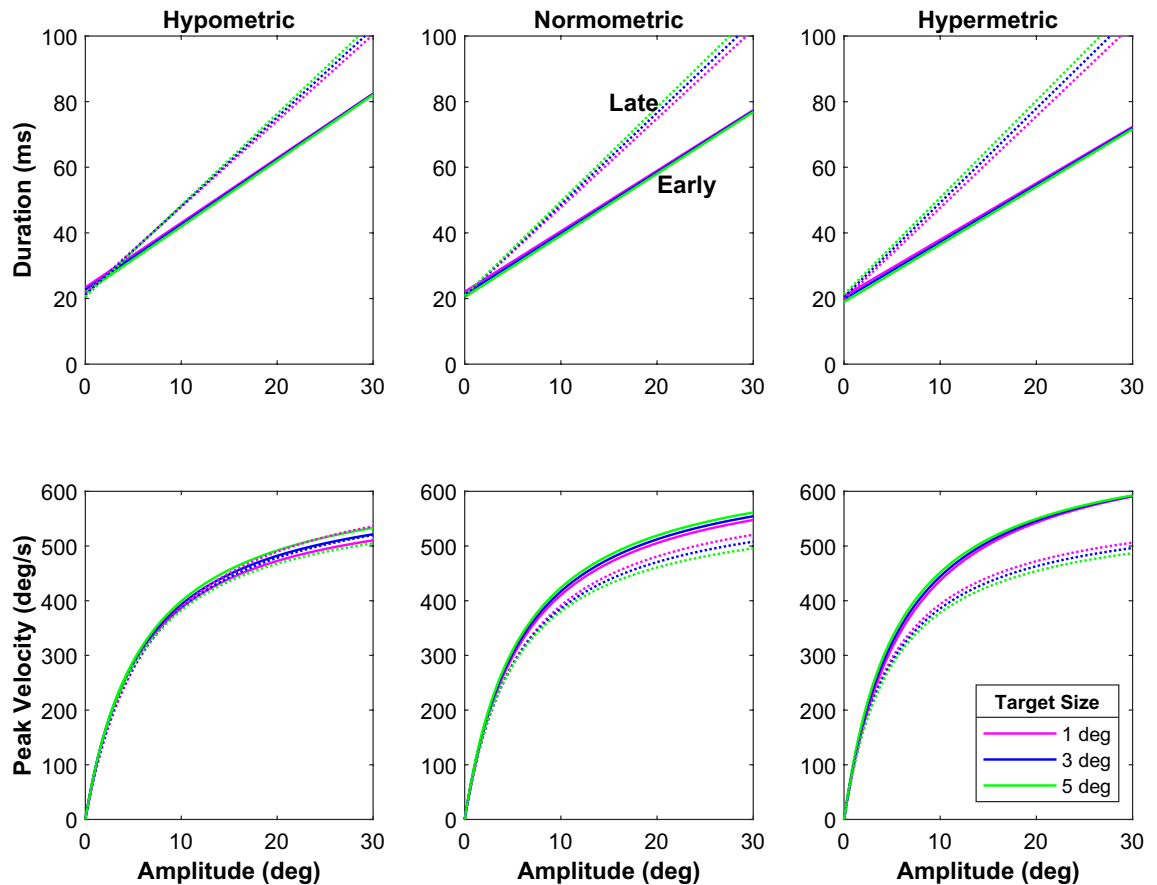 Hypometric
Normometric
Hypermetric
Duration (ms)
100
80
60
40
20
0
0 10 20 30
100
80
60
40
20
0
Late
Early
0 10 20 30
100
80
60
40
20
0
0 10 20 30
Peak Velocity (deg/s)
600
500
400
300
200
100
0
0 10 20 30
Amplitude (deg)
600
500
400
300
200
100
0
0 10 20 30
Amplitude (deg)
600
500
400
300
200
100
0
Target Size
1 deg
3 deg
5 deg
0 10 20 30
Amplitude (deg)